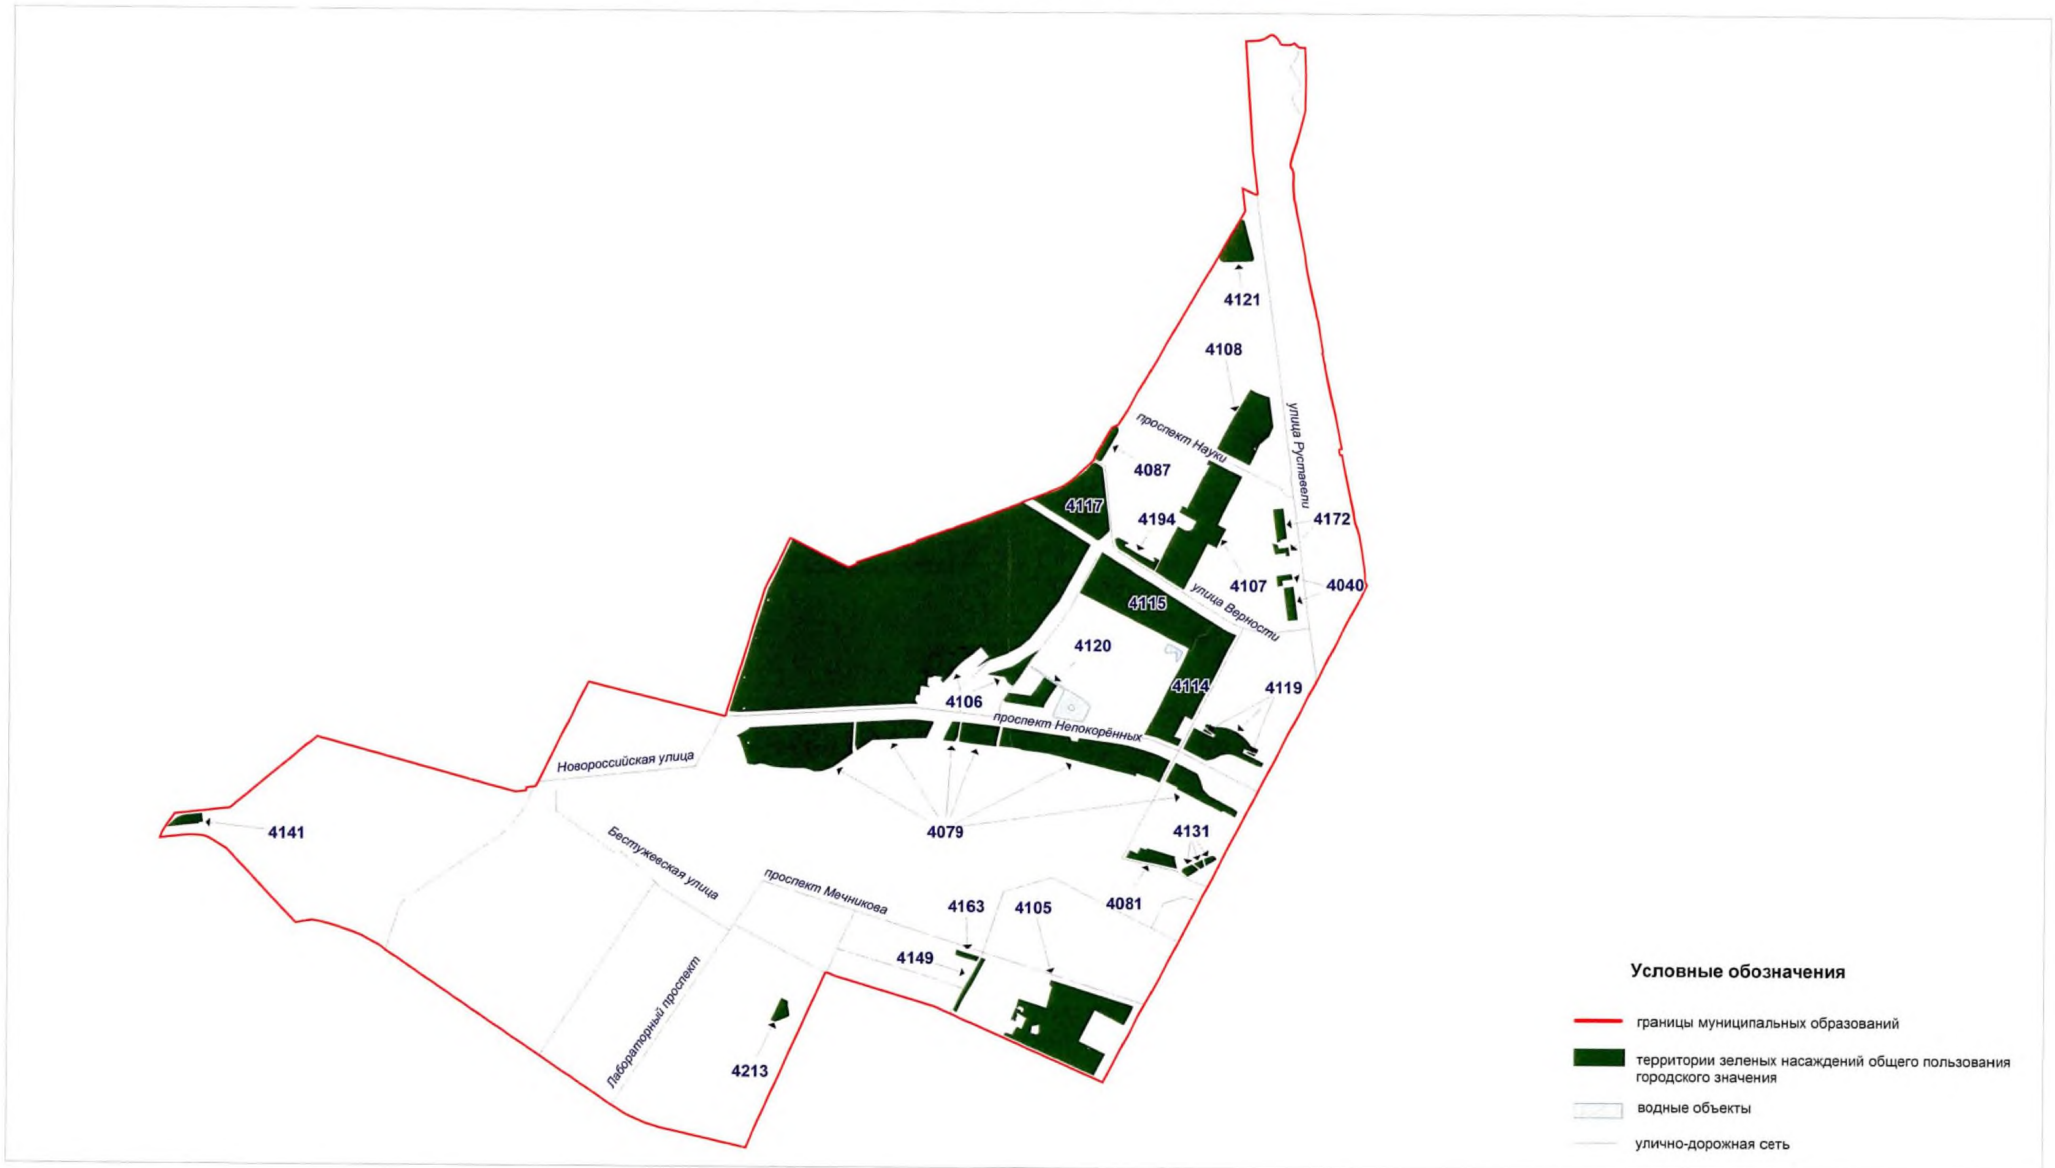 4121
4108
улица Руставели
проспект Науки
4087
4117
4194
4172
4107
4040
4115
улица Верности
4120
4114
4119
4106
проспект Непокорённых
Новороссийская улица
4141
4079
4131
Бестужевская улица
проспект Мечникова
4163
4105
4081
4149
Лабораторный проспект
4213
Условные обозначения
границы муниципальных образований
территории зеленых насаждений общего пользования
городского значения
водные объекты
улично-дорожная сеть